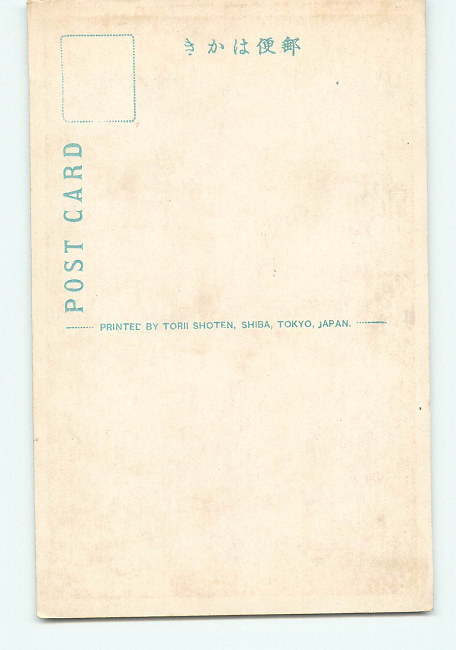 郵便はかき
POST CARD
PRINTED BY TORII SHOTEN, SHIBA, TOKYO, JAPAN.